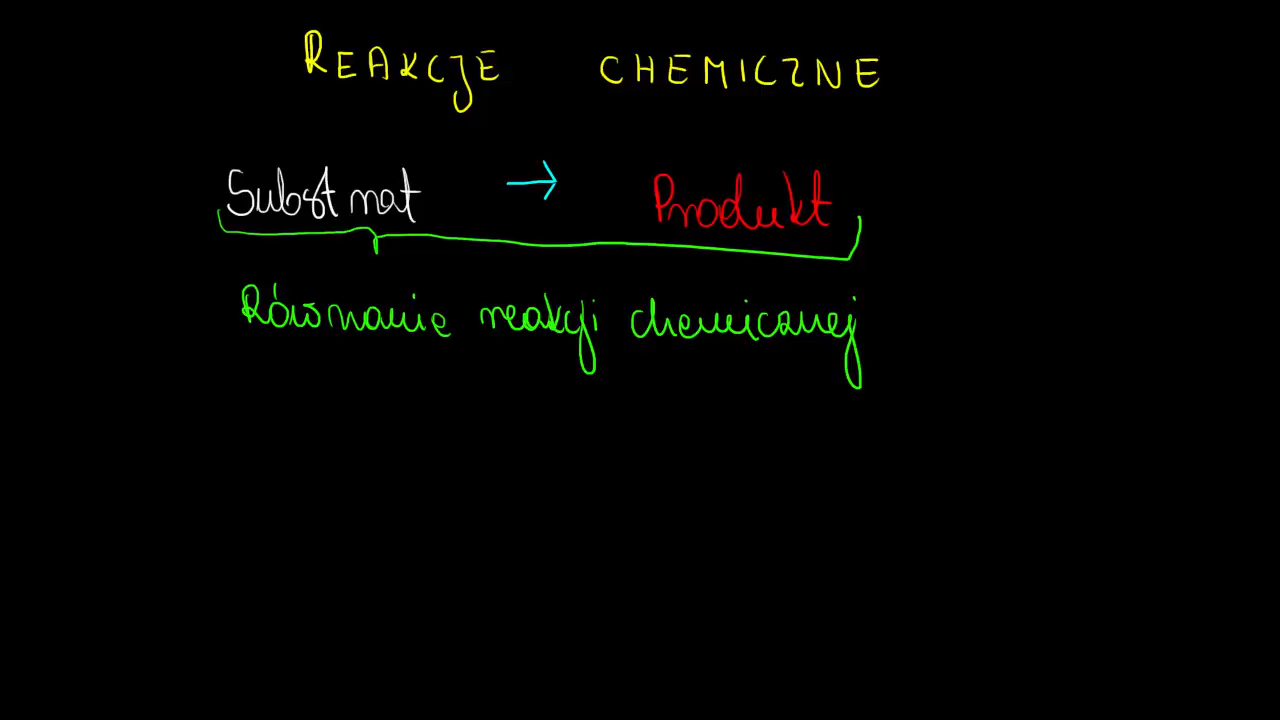 REAKCJE CHEMICZNE
Substrat → Produkt
Równanie reakcji chemicznej